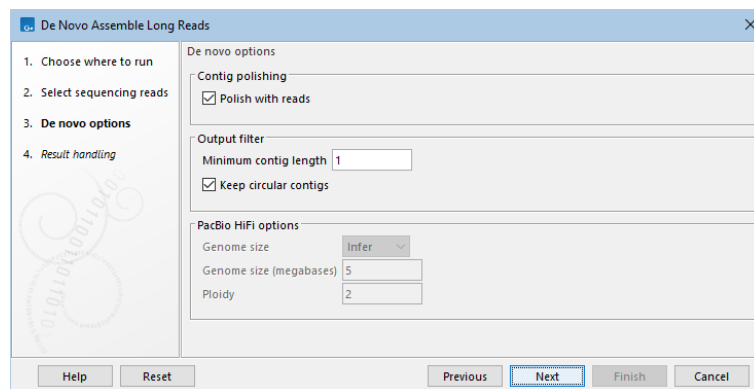 De Novo Assemble Long Reads
1. Choose where to run
2. Select sequencing reads
3. De novo options
4. Result handling
De novo options
Contig polishing
Polish with reads
Output filter
Minimum contig length 1
Keep circular contigs
PacBio HiFi options
Genome size Infer
Genome size (megabases) 5
Ploidy 2
Help Reset Previous Next Finish Cancel